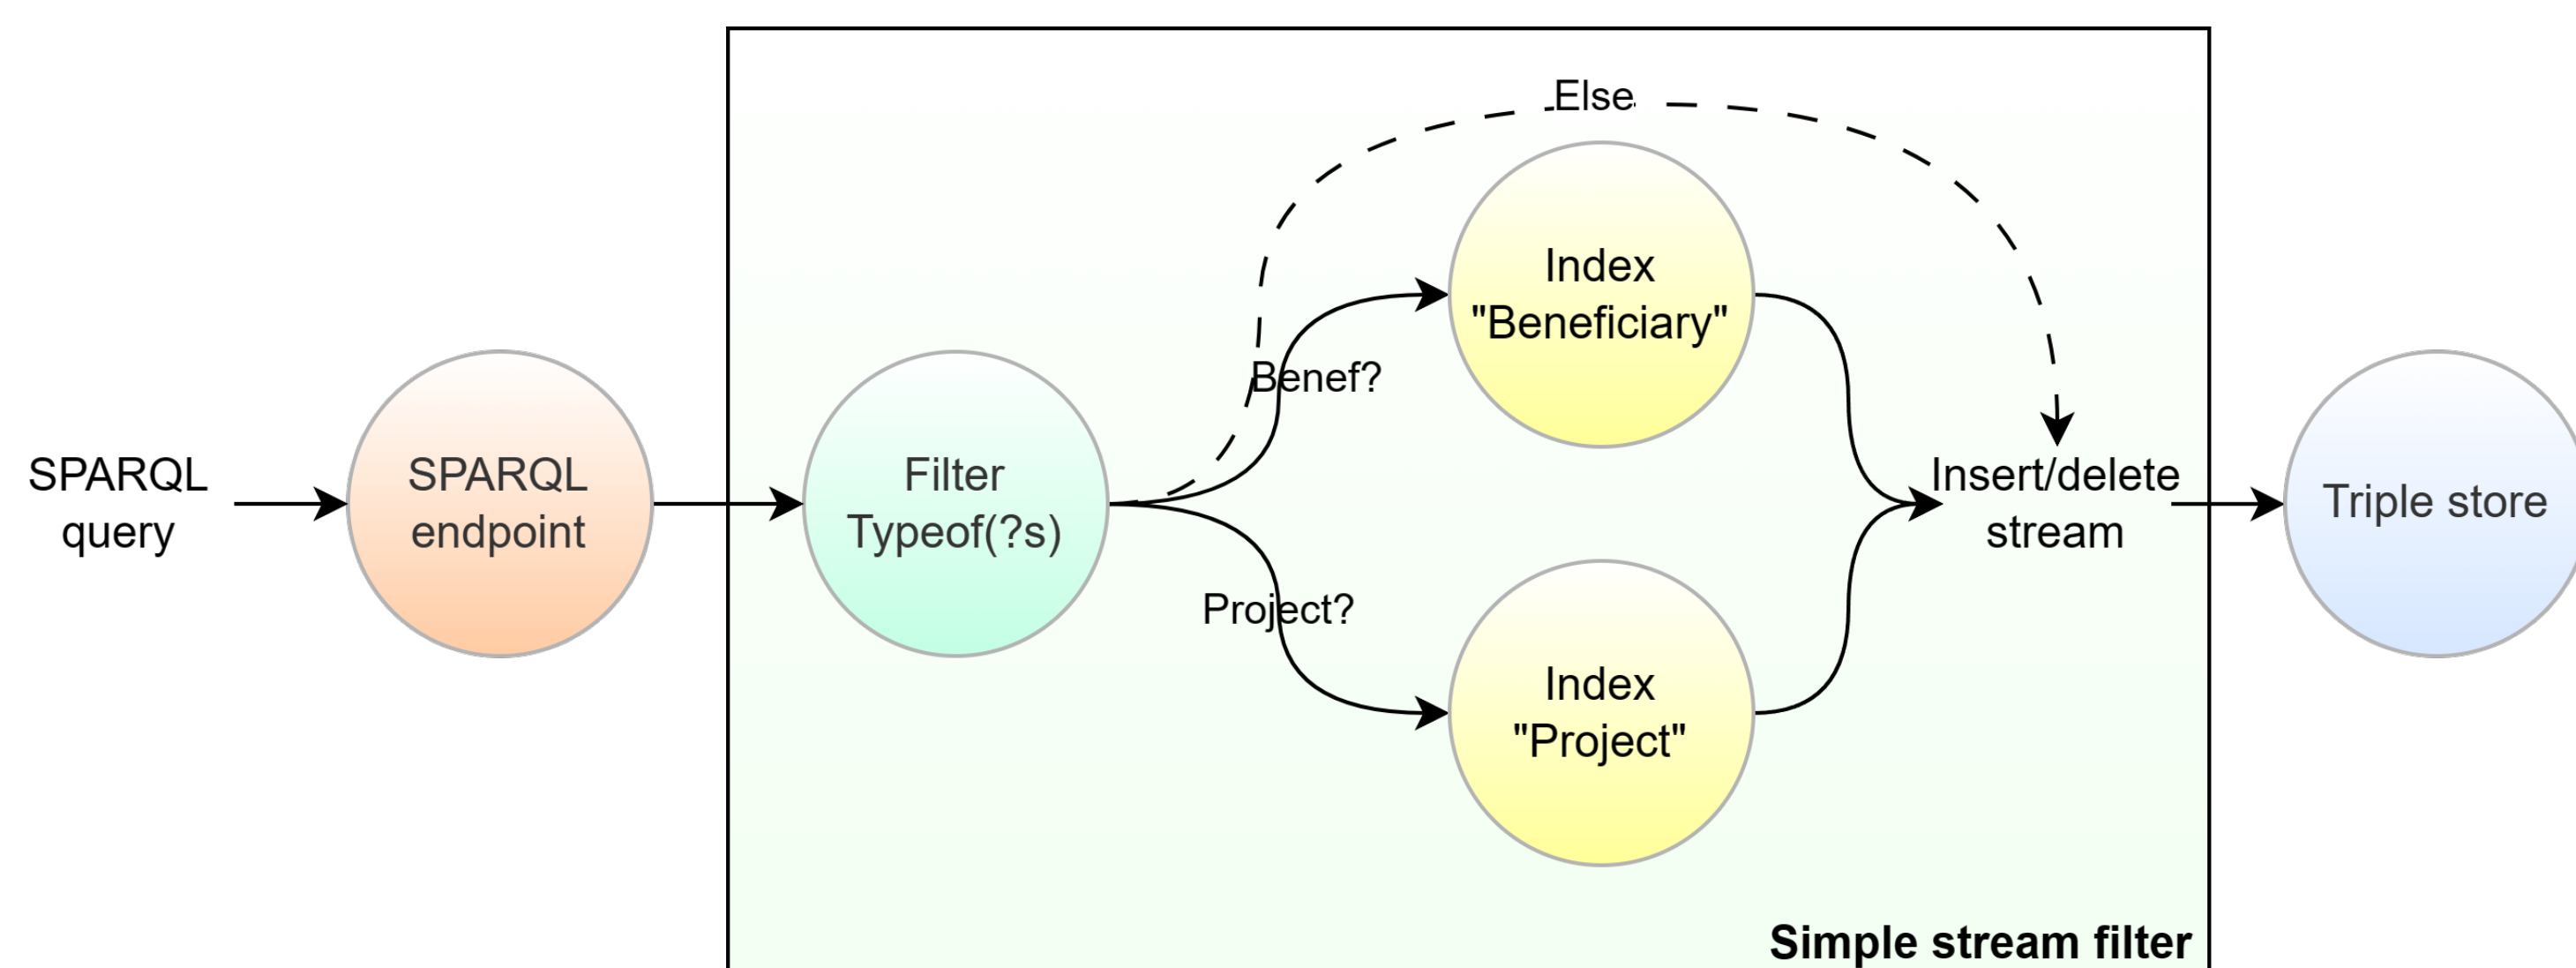 SPARQL
query
SPARQL
endpoint
Filter
Typeof(?s)
Else
Benef?
Project?
Index
"Beneficiary"
Index
"Project"
Insert/delete
stream
Triple store
Simple stream filter